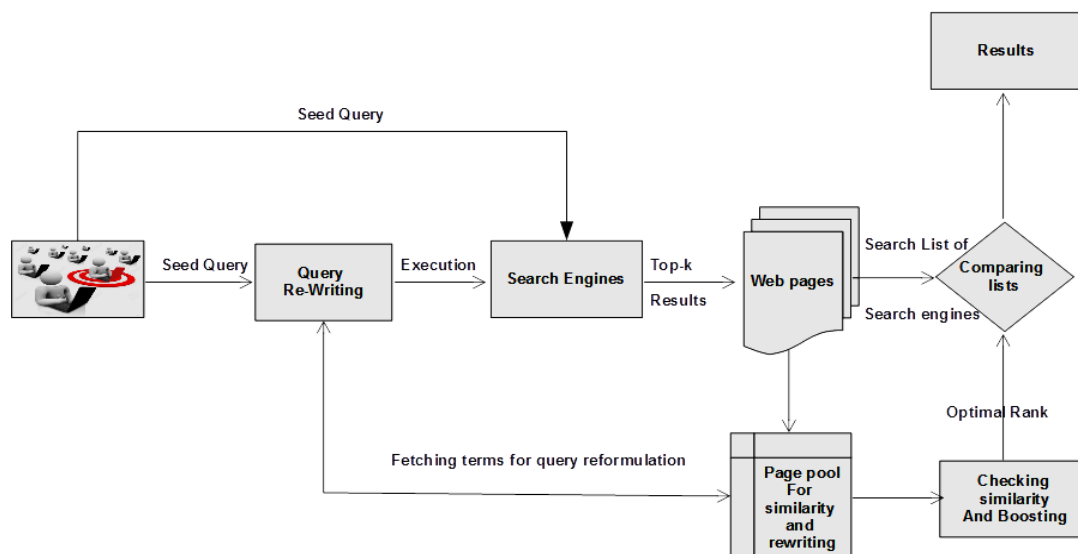 Results
Seed Query
Seed Query
Query
Re-Writing
Execution
Search Engines
Top-k
Results
Web pages
Search List of
Search engines
Comparing
lists
Optimal Rank
Fetching terms for query reformulation
Page pool
For
similarity
and
rewriting
Checking
similarity
And Boosting